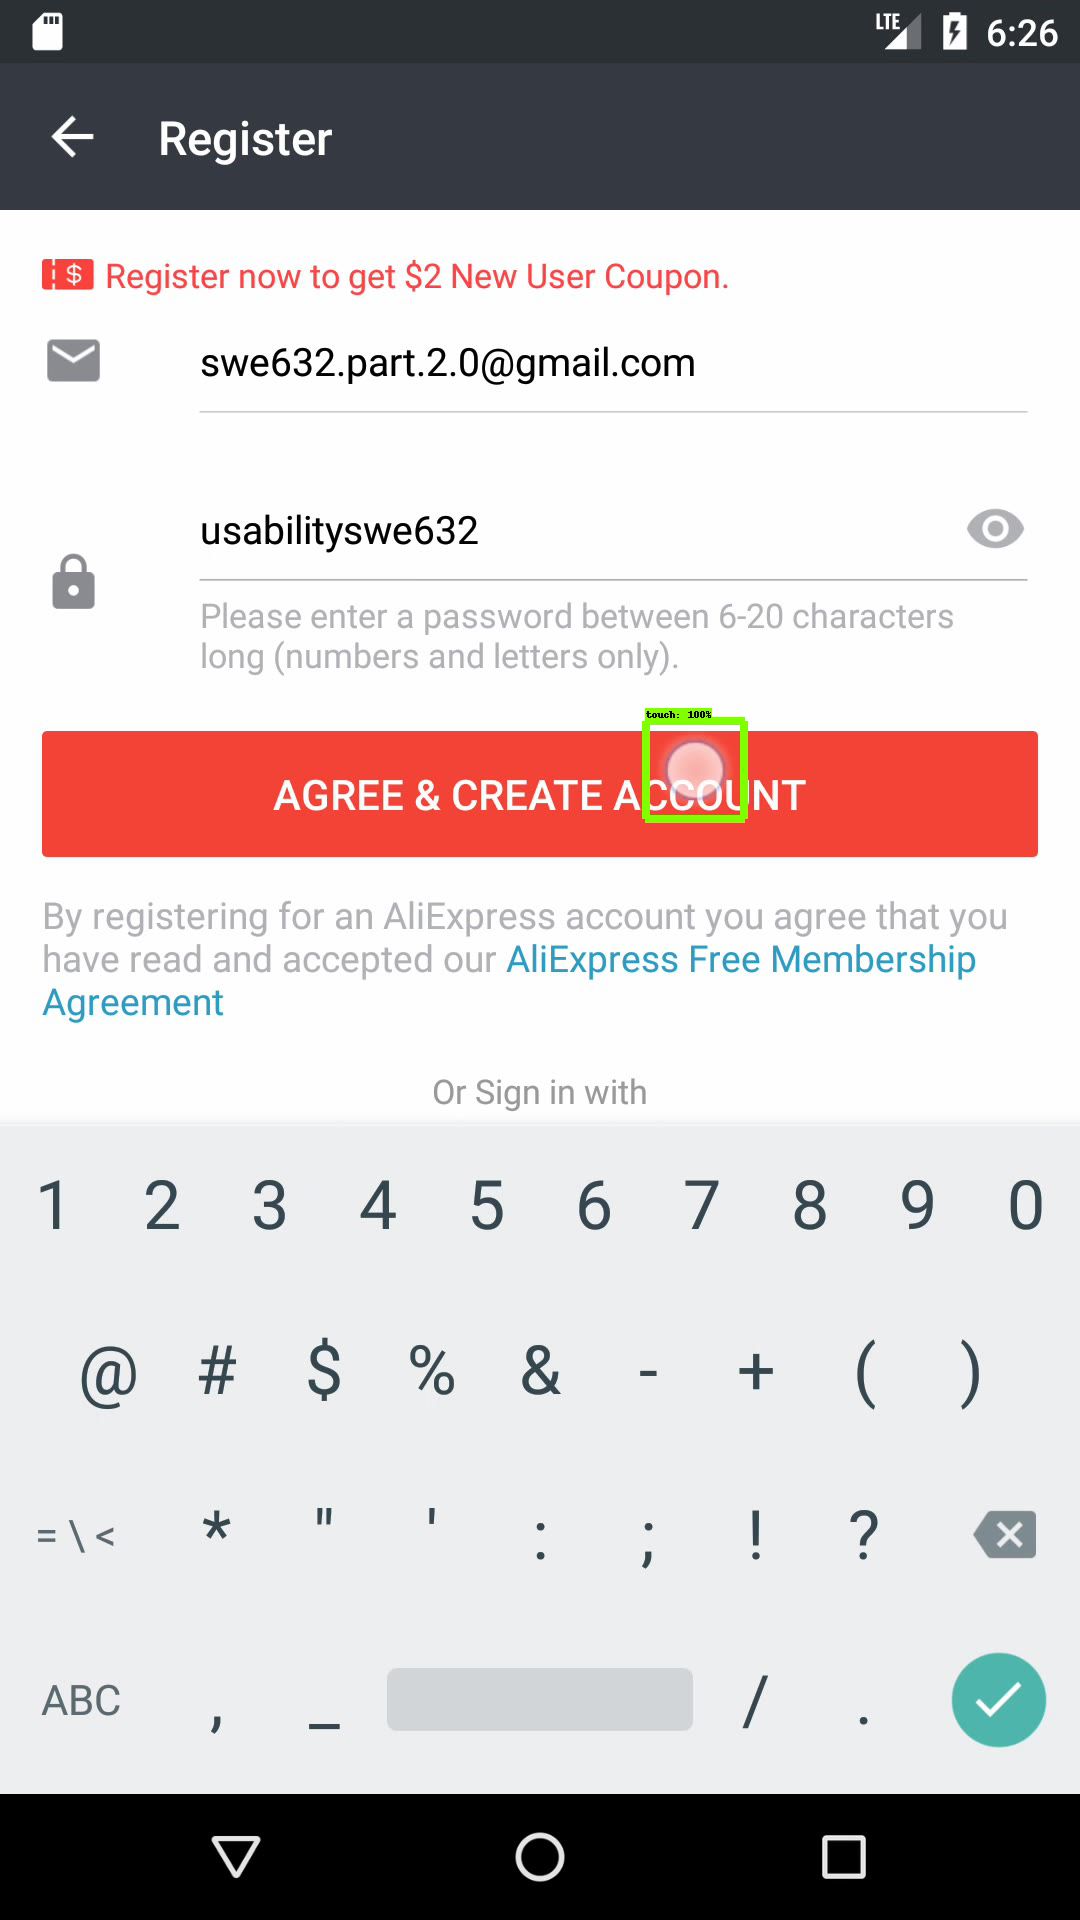 LTE 6:26
Register
$ Register now to get $2 New User Coupon.
swe632.part.2.0@gmail.com
usabilityswe632
Please enter a password between 6-20 characters
long (numbers and letters only).
touch: 100%
AGREE & CREATE ACCOUNT
By registering for an AliExpress account you agree that you
have read and accepted our AliExpress Free Membership
Agreement
Or Sign in with
1 2 3 4 5 6 7 8 9 0
@ # $ % & - + ( )
= \ < * " ' : ; ! ?
ABC , _ / .